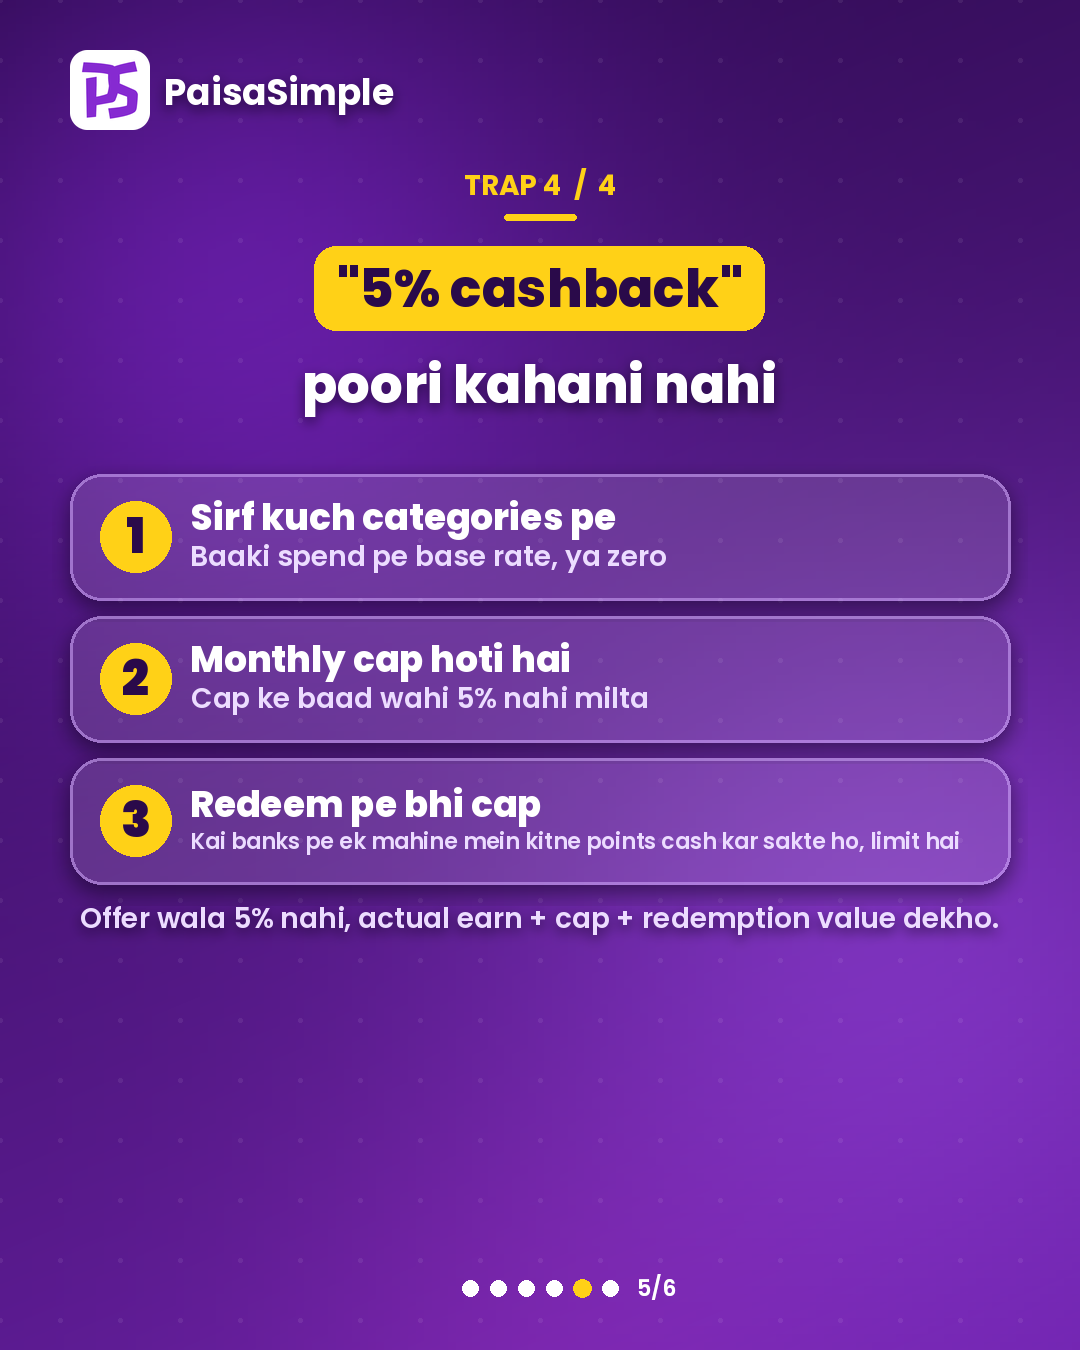 PS
PaisaSimple
TRAP 4 / 4
"5% cashback"
poori kahani nahi
1
Sirf kuch categories pe
Baaki spend pe base rate, ya zero
2
Monthly cap hoti hai
Cap ke baad wahi 5% nahi milta
3
Redeem pe bhi cap
Kai banks pe ek mahine mein kitne points cash kar sakte ho, limit hai
Offer wala 5% nahi, actual earn + cap + redemption value dekho.
5/6